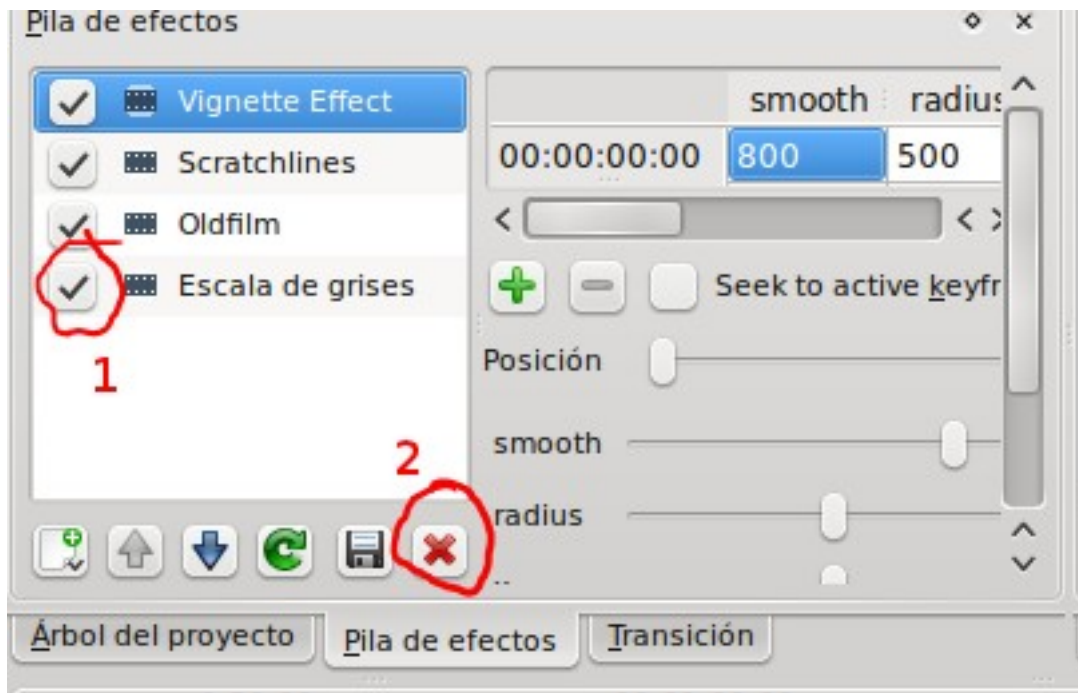 Pila de efectos
Vignette Effect
Scratchlines
Oldfilm
Escala de grises
1
2
smooth radius
00:00:00:00 800 500
Seek to active keyfr
Posición
smooth
radius
Árbol del proyecto Pila de efectos Transición